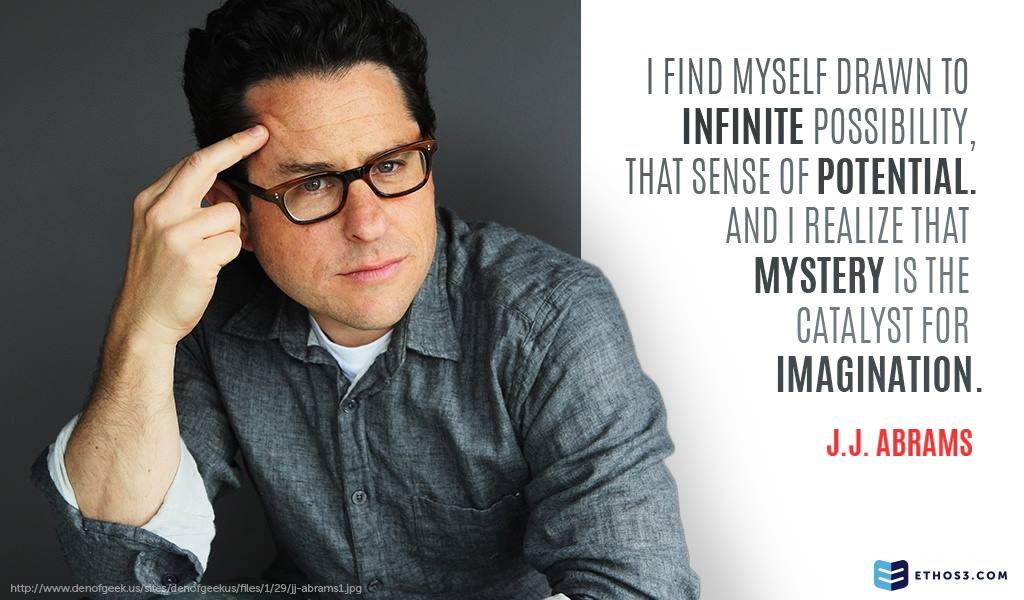 I FIND MYSELF DRAWN TO
INFINITE POSSIBILITY,
THAT SENSE OF POTENTIAL.
AND I REALIZE THAT
MYSTERY IS THE
CATALYST FOR
IMAGINATION.
J.J. ABRAMS
http://www.denofgeek.us/sites/denofgeekus/files/1/29/jj-abrams1.jpg
ETHOS3.COM